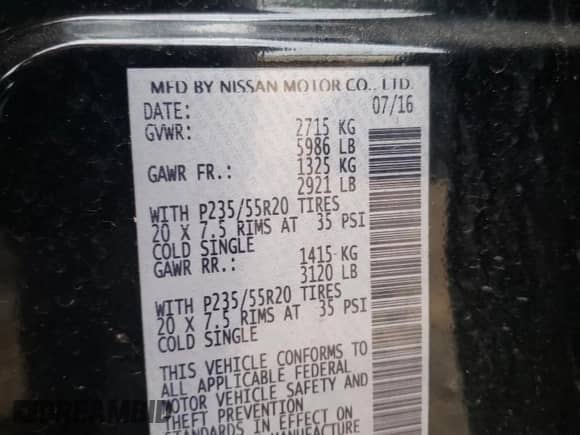 MFD BY NISSAN MOTOR CO., LTD.
DATE: 07/16
GVWR: 2715 KG
5986 LB
GAWR FR.: 1325 KG
2921 LB
WITH P235/55R20 TIRES
20 X 7.5 RIMS AT 35 PSI
COLD SINGLE
GAWR RR.: 1415 KG
3120 LB
WITH P235/55R20 TIRES
20 X 7.5 RIMS AT 35 PSI
COLD SINGLE
THIS VEHICLE CONFORMS TO
ALL APPLICABLE FEDERAL
MOTOR VEHICLE SAFETY AND
THEFT PREVENTION
STANDARDS IN EFFECT ON
MANUFACTURE
DREAMBID